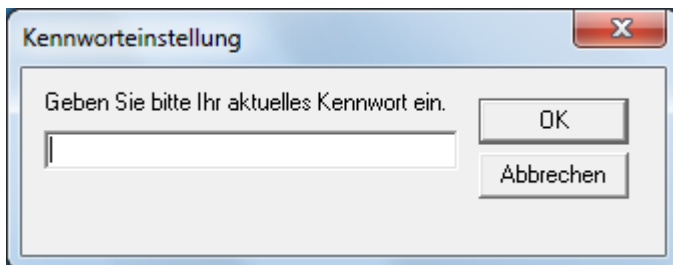 Kennworteinstellung
Geben Sie bitte Ihr aktuelles Kennwort ein.
OK
Abbrechen